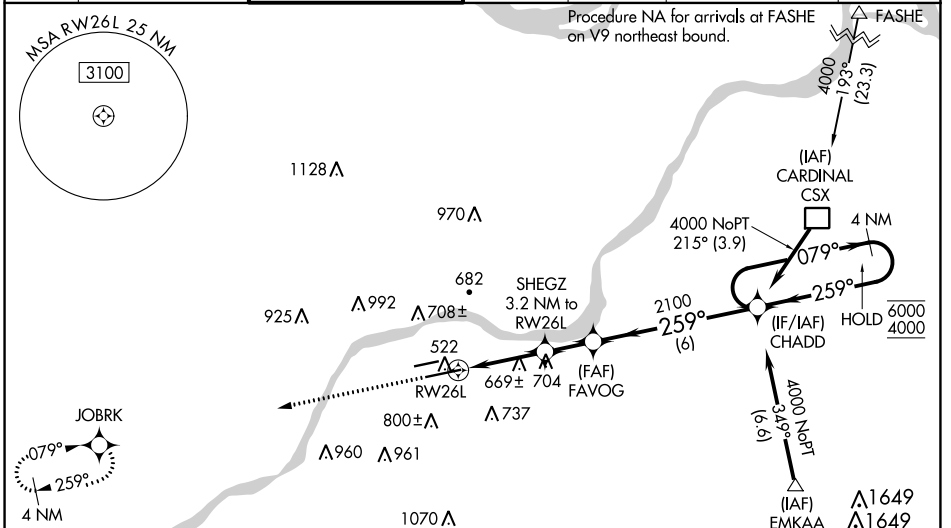 Procedure NA for arrivals at FASHE
on V9 northeast bound.
FASHE
MSA RW26L 25 NM
3100
4000
193°
(23.3)
(IAF)
CARDINAL
CSX
1128
970
4000 NoPT
215° (3.9)
4 NM
079°
259°
HOLD
6000
4000
(IF/IAF)
CHADD
682
SHEGZ
3.2 NM to
RW26L
2100
259°
(6)
925
992
708±
522
RW26L
669±
704
(FAF)
FAVOG
JOBRK
079°
259°
4 NM
800±
737
960
961
4000 NoPT
349°
(6.6)
1070
(IAF)
EMKAA
1649
1649